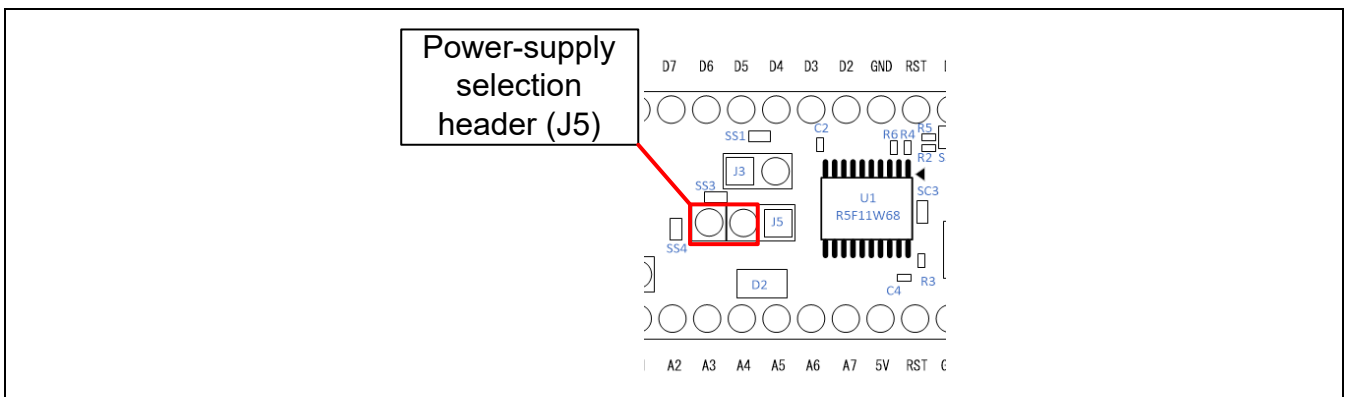 Power-supply
selection
header (J5)
D7 D6 D5 D4 D3 D2 GND RST
SS1
C2
R6 R4 R5
R2
J3
SS3
U1
R5F11W68
SC3
J5
SS4
D2
C4
R3
A2 A3 A4 A5 A6 A7 5V RST